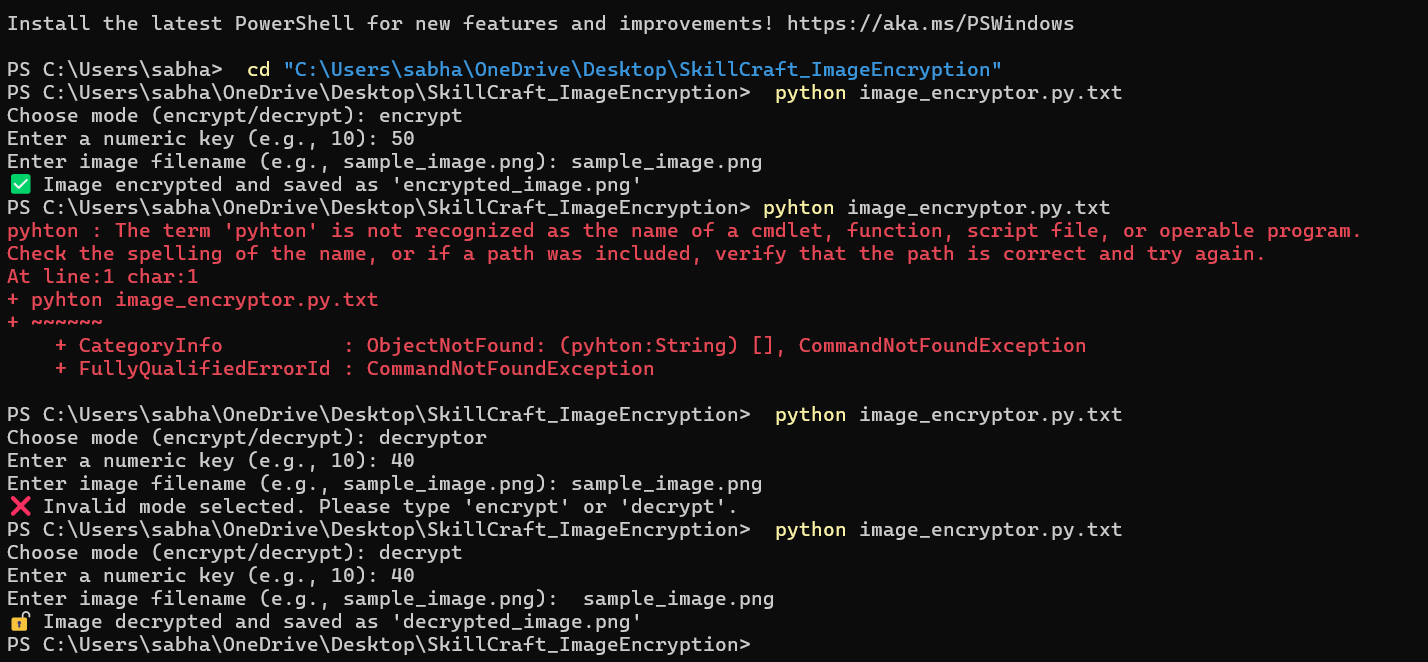 Install the latest PowerShell for new features and improvements! https://aka.ms/PSWindows
PS C:\Users\sabha>  cd "C:\Users\sabha\OneDrive\Desktop\SkillCraft_ImageEncryption"
PS C:\Users\sabha\OneDrive\Desktop\SkillCraft_ImageEncryption>  python image_encryptor.py.txt
Choose mode (encrypt/decrypt): encrypt
Enter a numeric key (e.g., 10): 50
Enter image filename (e.g., sample_image.png): sample_image.png
✅ Image encrypted and saved as 'encrypted_image.png'
PS C:\Users\sabha\OneDrive\Desktop\SkillCraft_ImageEncryption> pyhton image_encryptor.py.txt
pyhton : The term 'pyhton' is not recognized as the name of a cmdlet, function, script file, or operable program.
Check the spelling of the name, or if a path was included, verify that the path is correct and try again.
At line:1 char:1
+ pyhton image_encryptor.py.txt
+ ~~~~~~
    + CategoryInfo          : ObjectNotFound: (pyhton:String) [], CommandNotFoundException
    + FullyQualifiedErrorId : CommandNotFoundException
PS C:\Users\sabha\OneDrive\Desktop\SkillCraft_ImageEncryption>  python image_encryptor.py.txt
Choose mode (encrypt/decrypt): decryptor
Enter a numeric key (e.g., 10): 40
Enter image filename (e.g., sample_image.png): sample_image.png
❌ Invalid mode selected. Please type 'encrypt' or 'decrypt'.
PS C:\Users\sabha\OneDrive\Desktop\SkillCraft_ImageEncryption>  python image_encryptor.py.txt
Choose mode (encrypt/decrypt): decrypt
Enter a numeric key (e.g., 10): 40
Enter image filename (e.g., sample_image.png):  sample_image.png
🔓 Image decrypted and saved as 'decrypted_image.png'
PS C:\Users\sabha\OneDrive\Desktop\SkillCraft_ImageEncryption>